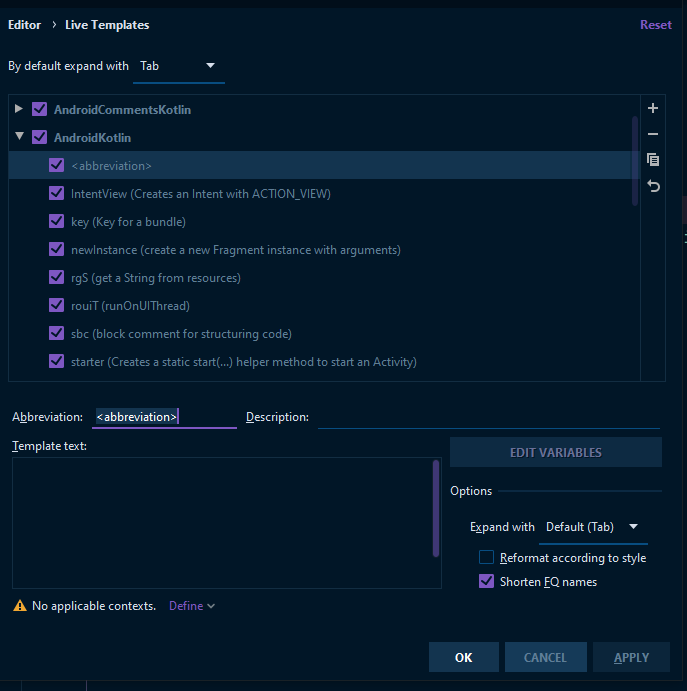 Editor › Live Templates Reset
By default expand with Tab
AndroidCommentsKotlin
AndroidKotlin
<abbreviation>
IntentView (Creates an Intent with ACTION_VIEW)
key (Key for a bundle)
newInstance (create a new Fragment instance with arguments)
rgS (get a String from resources)
rouiT (runOnUIThread)
sbc (block comment for structuring code)
starter (Creates a static start(...) helper method to start an Activity)
Abbreviation: <abbreviation> Description:
Template text:
EDIT VARIABLES
Options
Expand with Default (Tab)
Reformat according to style
Shorten FQ names
No applicable contexts. Define
OK CANCEL APPLY